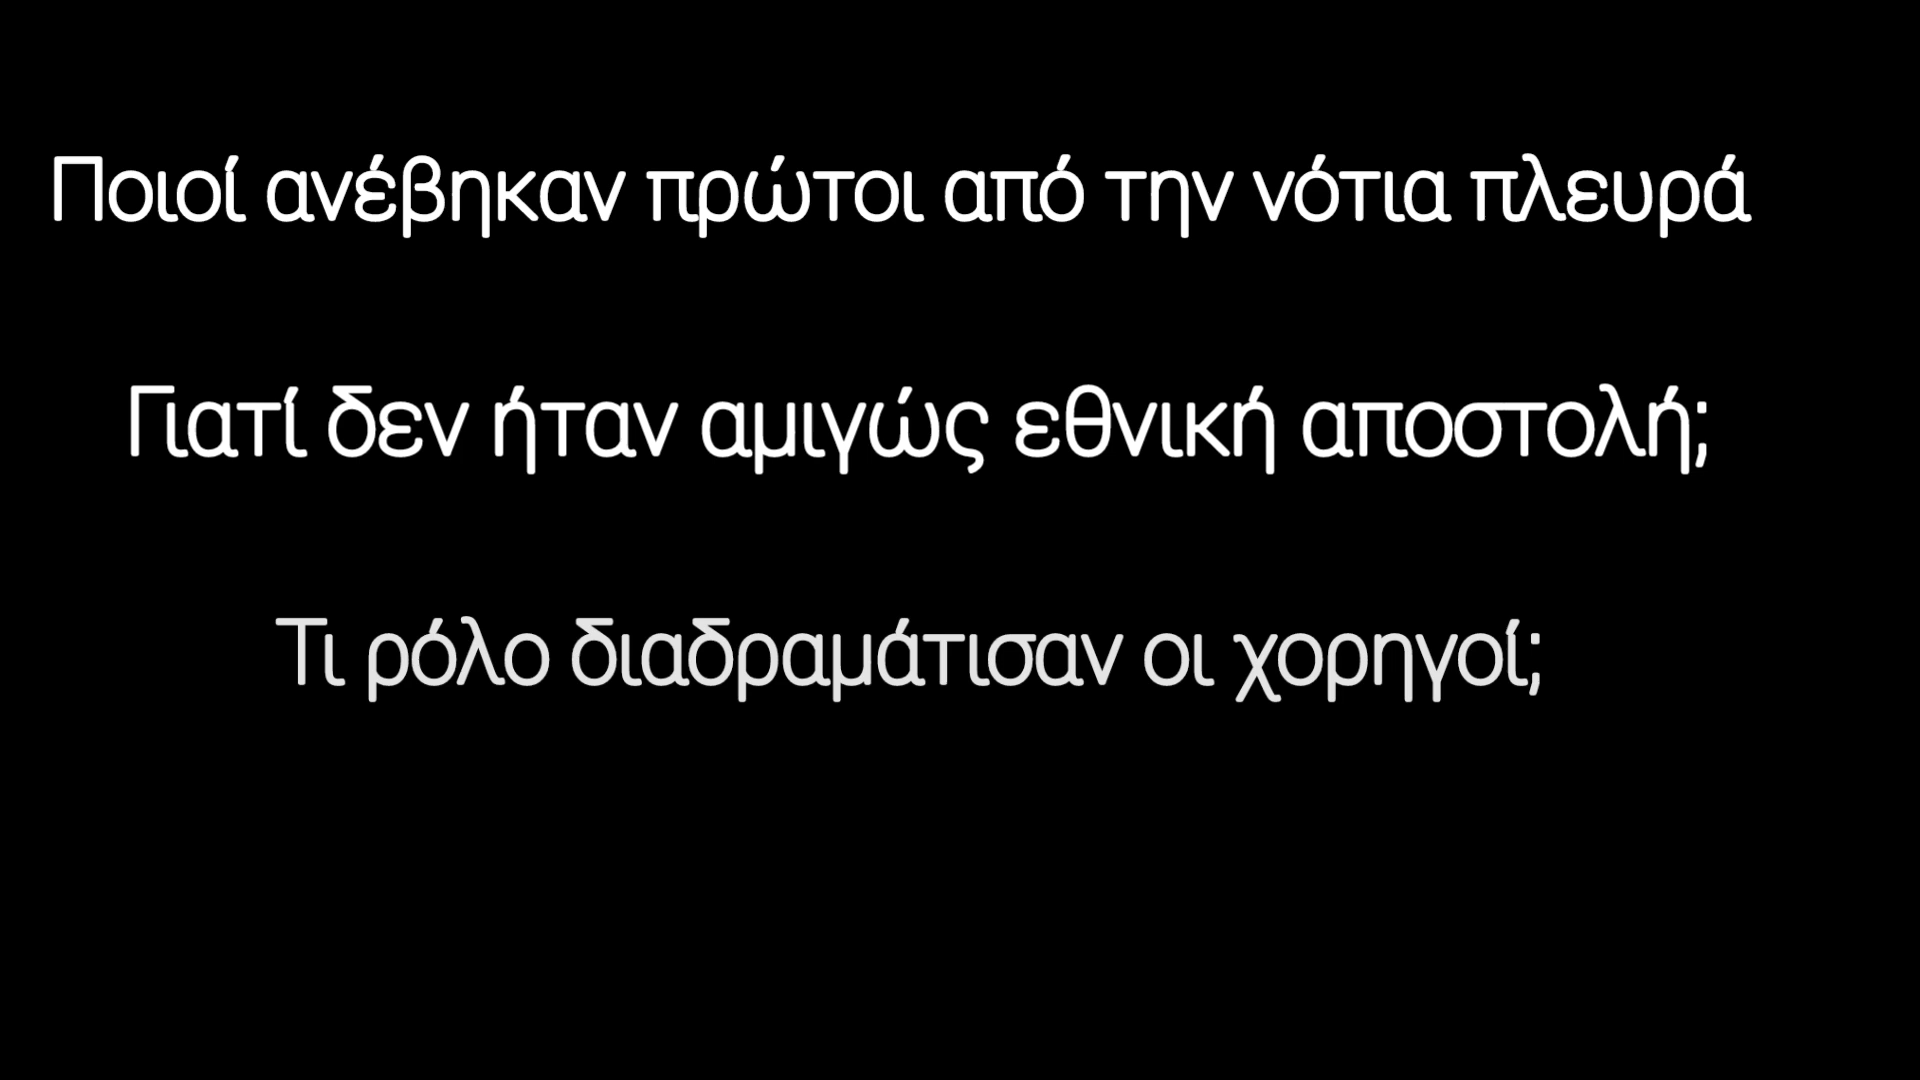 Ποιοί ανέβηκαν πρώτοι από την νότια πλευρά
Γιατί δεν ήταν αμιγώς εθνική αποστολή;
Τι ρόλο διαδραμάτισαν οι χορηγοί;